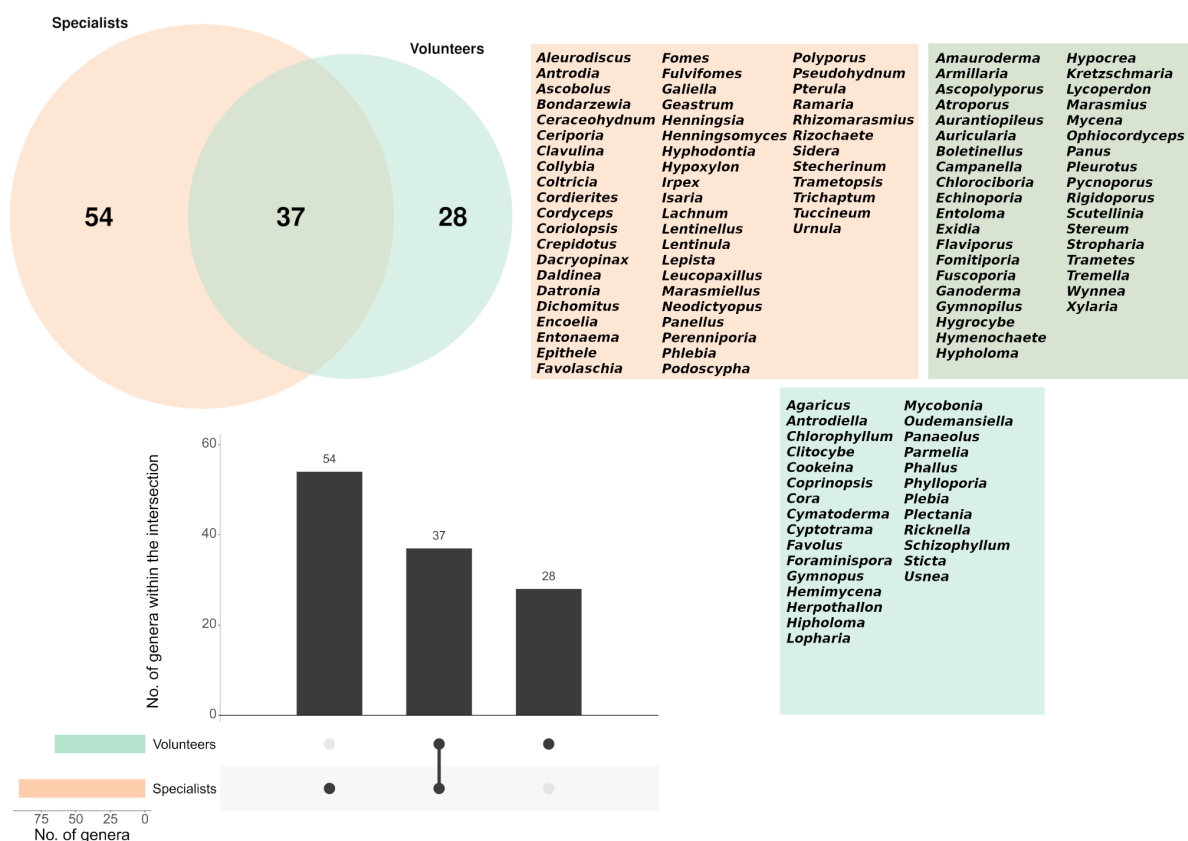 Specialists
Volunteers
54
37
28
Aleurodiscus Fomes Polyporus
Antrodia Fulvifomes Pseudohydnum
Ascobolus Galiella Pterula
Bondarzewia Geastrum Ramaria
Ceraceohydnum Henningsia Rhizomarasmius
Ceriporia Henningsomyces Rizochaete
Clavulina Hyphodontia Sidera
Collybia Hypoxylon Stecherinum
Coltricia Irpex Trametopsis
Cordierites Isaria Trichaptum
Cordyceps Lachnum Tuccineum
Coriolopsis Lentinellus Urnula
Crepidotus Lentinula
Dacryopinax Lepista
Daldinea Leucopaxillus
Datronia Marasmiellus
Dichomitus Neodictyopus
Encoelia Panellus
Entonaema Perenniporia
Epithele Phlebia
Favolaschia Podoscypha
Amauroderma Hypocrea
Armillaria Kretzschmaria
Ascopolyporus Lycoperdon
Atroporus Marasmius
Aurantiopileus Mycena
Auricularia Ophiocordyceps
Boletinellus Panus
Campanella Pleurotus
Chlorociboria Pycnoporus
Echinoporia Rigidoporus
Entoloma Scutellinia
Exidia Stereum
Flaviporus Stropharia
Fomitiporia Trametes
Fuscoporia Tremella
Ganoderma Wynnea
Gymnopilus Xylaria
Hygrocybe
Hymenochaete
Hypholoma
Agaricus Mycobonia
Antrodiella Oudemansiella
Chlorophyllum Panaeolus
Clitocybe Parmelia
Cookeina Phallus
Coprinopsis Phylloporia
Cora Plebia
Cymatoderma Plectania
Cyptotrama Ricknella
Favolus Schizophyllum
Foraminispora Sticta
Gymnopus Usnea
Hemimycena
Herpothallon
Hipholoma
Lopharia
No. of genera within the intersection
60
40
20
0
54
37
28
Volunteers
Specialists
75 50 25 0
No. of genera